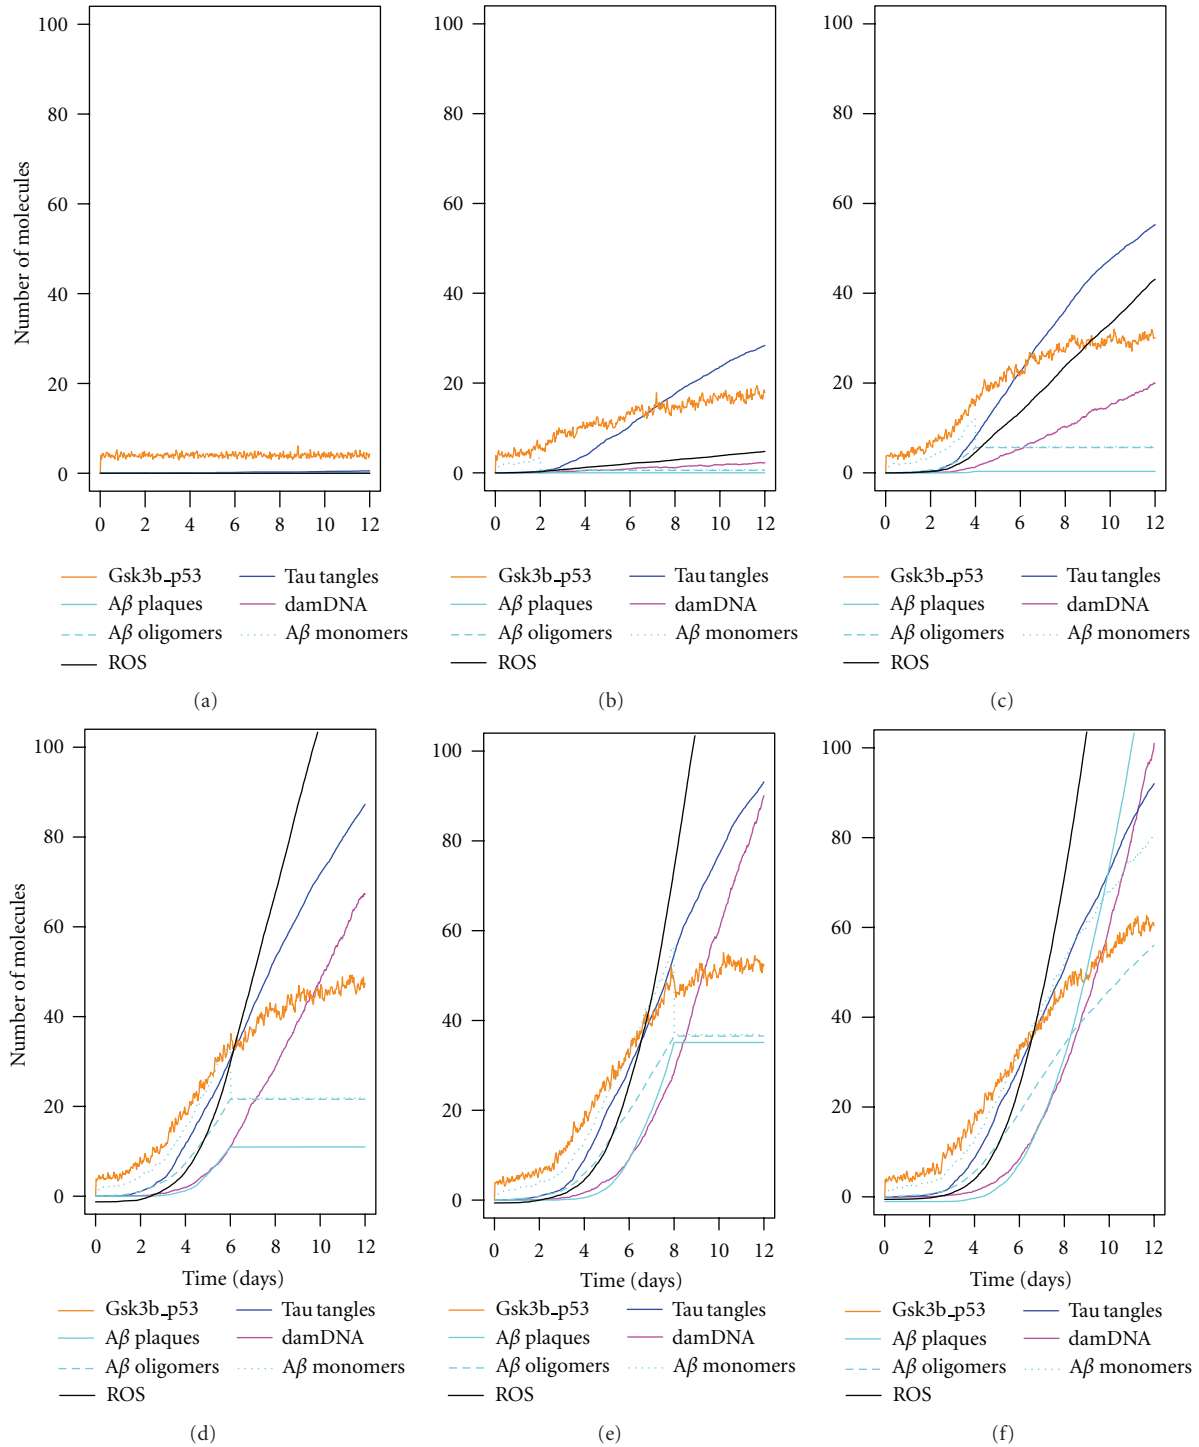 100
80
60
40
20
0
Number of molecules
0 2 4 6 8 10 12
Gsk3b_p53 Tau tangles
Aβ plaques damDNA
Aβ oligomers Aβ monomers
ROS
(a)
100
80
60
40
20
0
0 2 4 6 8 10 12
Gsk3b_p53 Tau tangles
Aβ plaques damDNA
Aβ oligomers Aβ monomers
ROS
(b)
100
80
60
40
20
0
0 2 4 6 8 10 12
Gsk3b_p53 Tau tangles
Aβ plaques damDNA
Aβ oligomers Aβ monomers
ROS
(c)
100
80
60
40
20
0
Number of molecules
0 2 4 6 8 10 12
Time (days)
Gsk3b_p53 Tau tangles
Aβ plaques damDNA
Aβ oligomers Aβ monomers
ROS
(d)
100
80
60
40
20
0
0 2 4 6 8 10 12
Time (days)
Gsk3b_p53 Tau tangles
Aβ plaques damDNA
Aβ oligomers Aβ monomers
ROS
(e)
100
80
60
40
20
0
0 2 4 6 8 10 12
Time (days)
Gsk3b_p53 Tau tangles
Aβ plaques damDNA
Aβ oligomers Aβ monomers
ROS
(f)